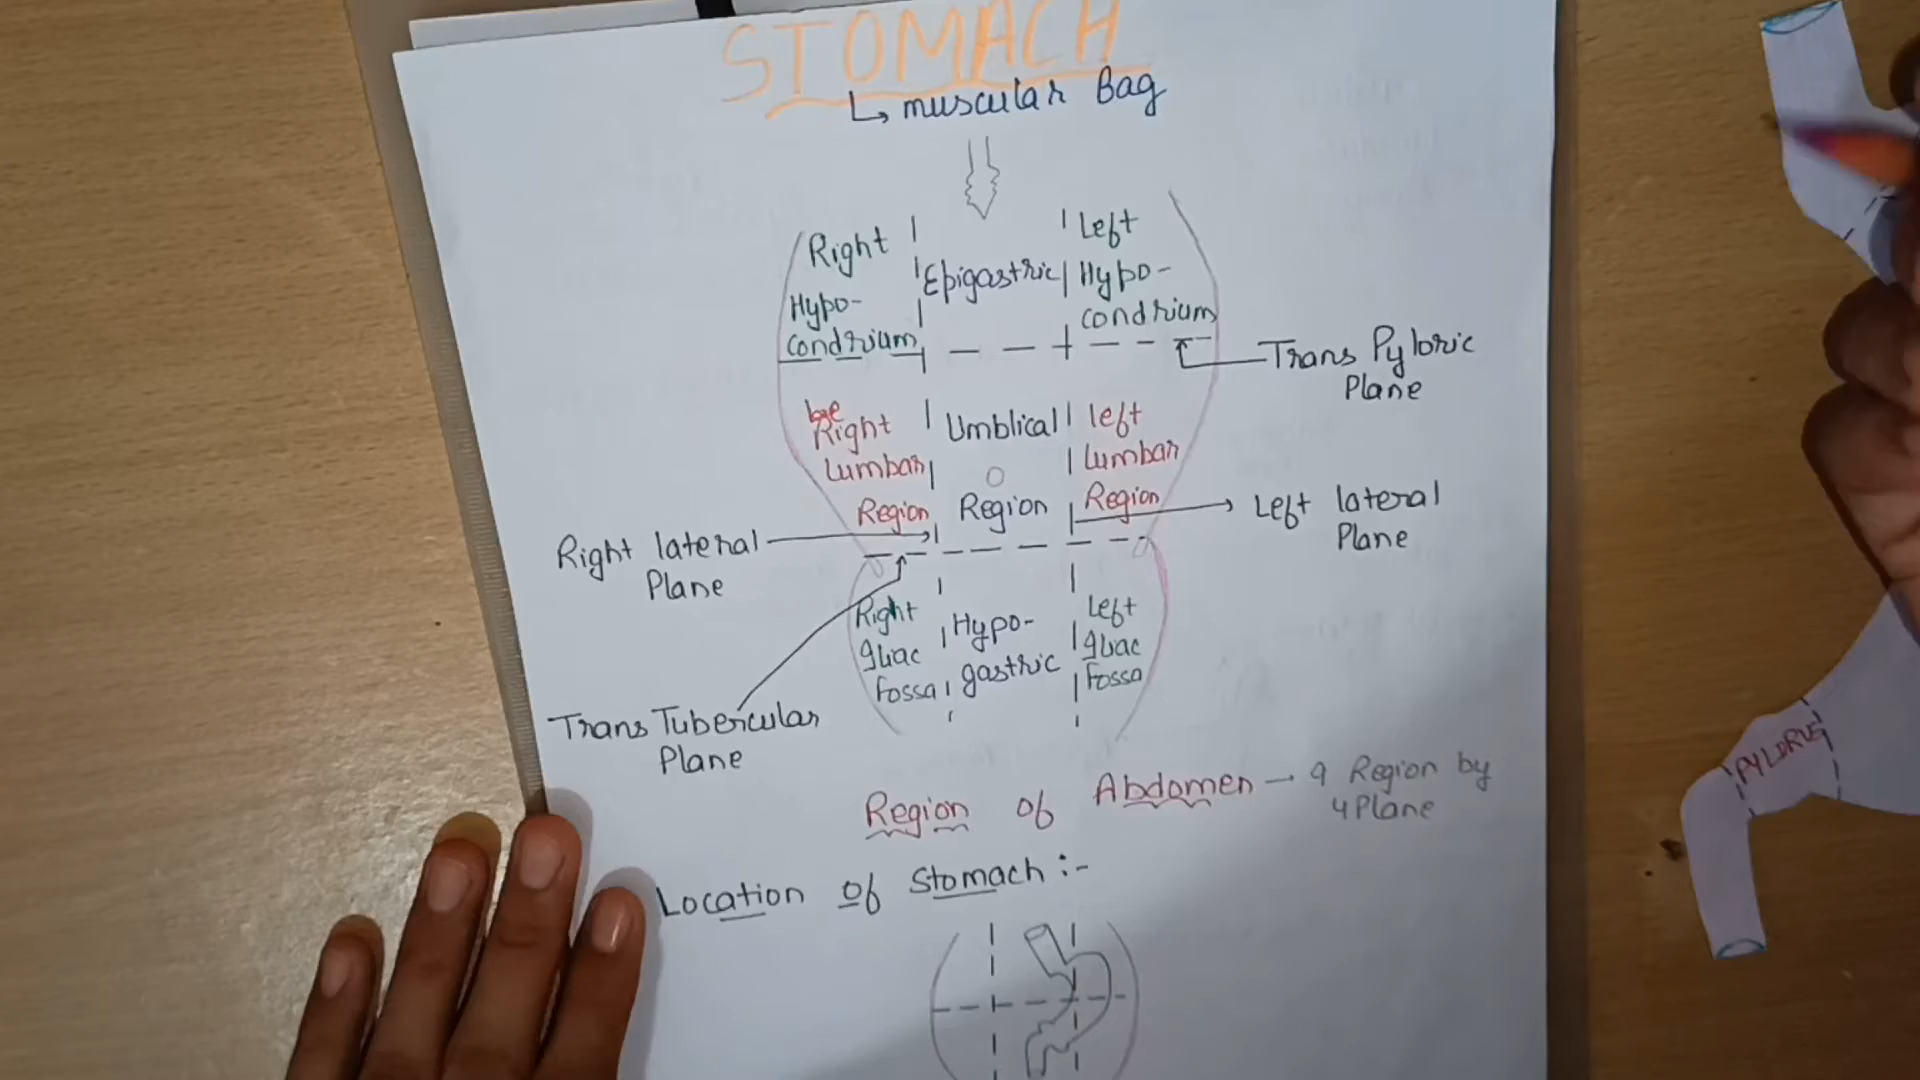 STOMACH
↳ muscular Bag
Right
Hypo-
condrium
Epigastric
Left
Hypo-
condrium
Trans Pyloric
Plane
Right
Lumbar
Region
Umblical
Region
left
Lumbar
Region
Right lateral
Plane
Left lateral
Plane
Right
Iliac
Fossa
Hypo-
gastric
Left
Iliac
Fossa
Trans Tubercular
Plane
Region of Abdomen → 9 Region by
4 Plane
Location of Stomach :-
PYLORUS